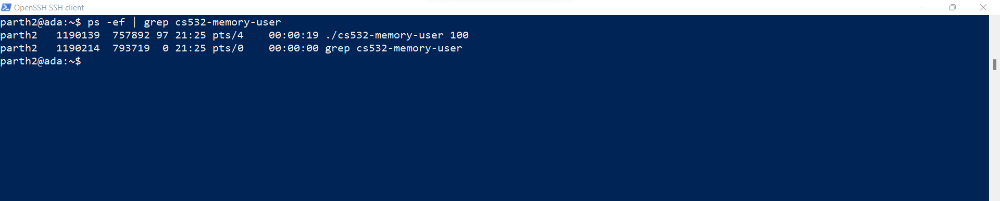 OpenSSH SSH client
parth2@ada:~$ ps -ef | grep cs532-memory-user
parth2   1190139  757892 97 21:25 pts/4    00:00:19 ./cs532-memory-user 100
parth2   1190214  793719  0 21:25 pts/0    00:00:00 grep cs532-memory-user
parth2@ada:~$